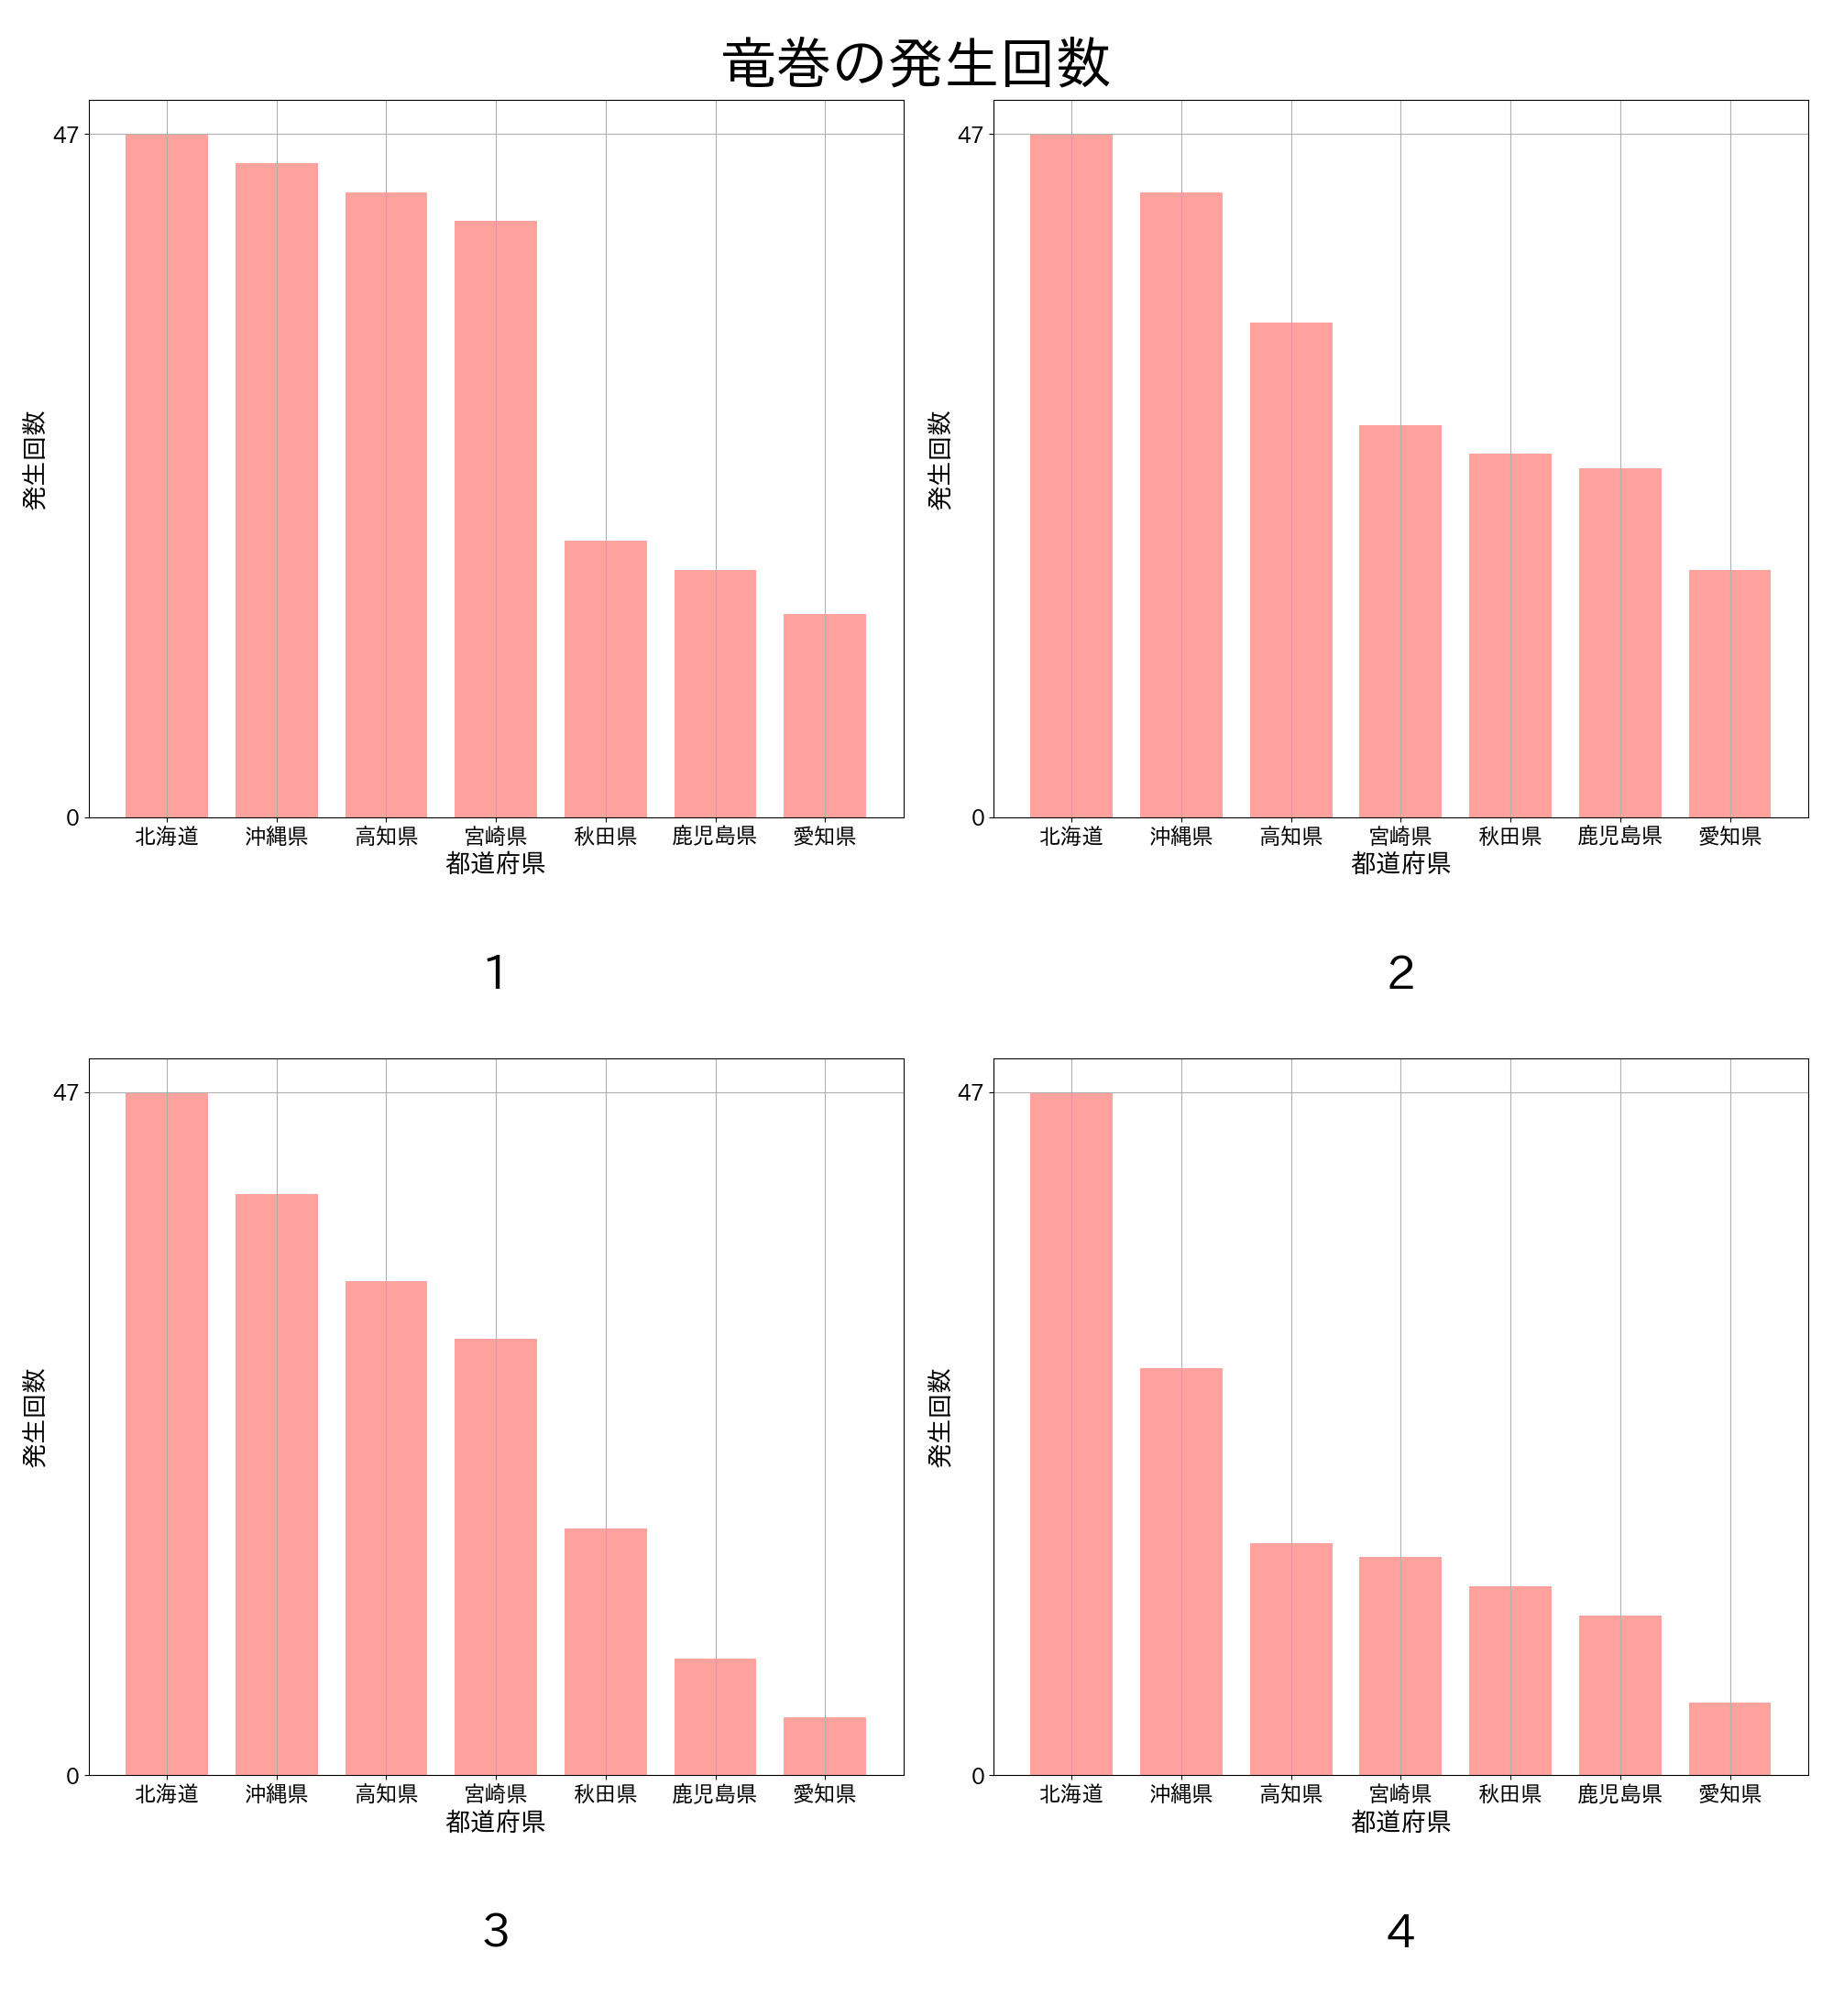 竜巻の発生回数
47
0
発生回数
北海道 沖縄県 高知県 宮崎県 秋田県 鹿児島県 愛知県
都道府県
1
47
0
発生回数
北海道 沖縄県 高知県 宮崎県 秋田県 鹿児島県 愛知県
都道府県
2
47
0
発生回数
北海道 沖縄県 高知県 宮崎県 秋田県 鹿児島県 愛知県
都道府県
3
47
0
発生回数
北海道 沖縄県 高知県 宮崎県 秋田県 鹿児島県 愛知県
都道府県
4